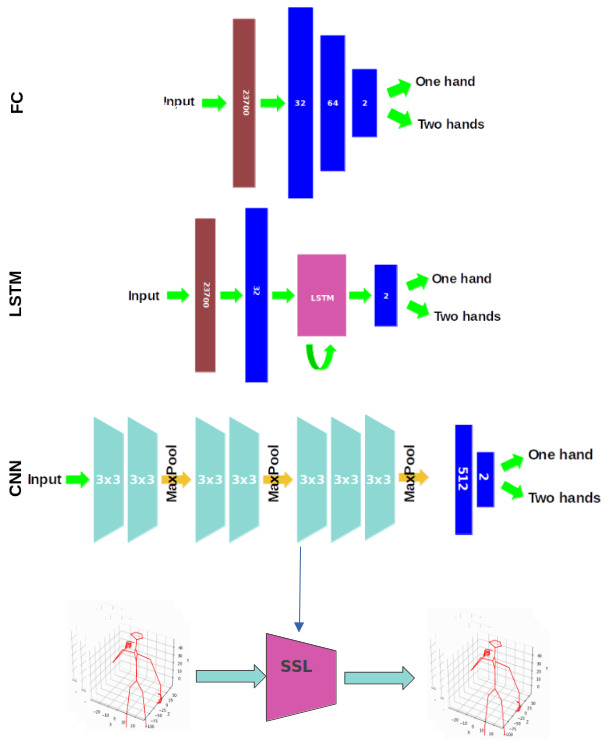 FC
Input
23700
32
64
2
One hand
Two hands
LSTM
Input
23700
32
LSTM
2
One hand
Two hands
CNN
Input
3x3
3x3
MaxPool
3x3
3x3
MaxPool
3x3
3x3
3x3
MaxPool
512
2
One hand
Two hands
SSL